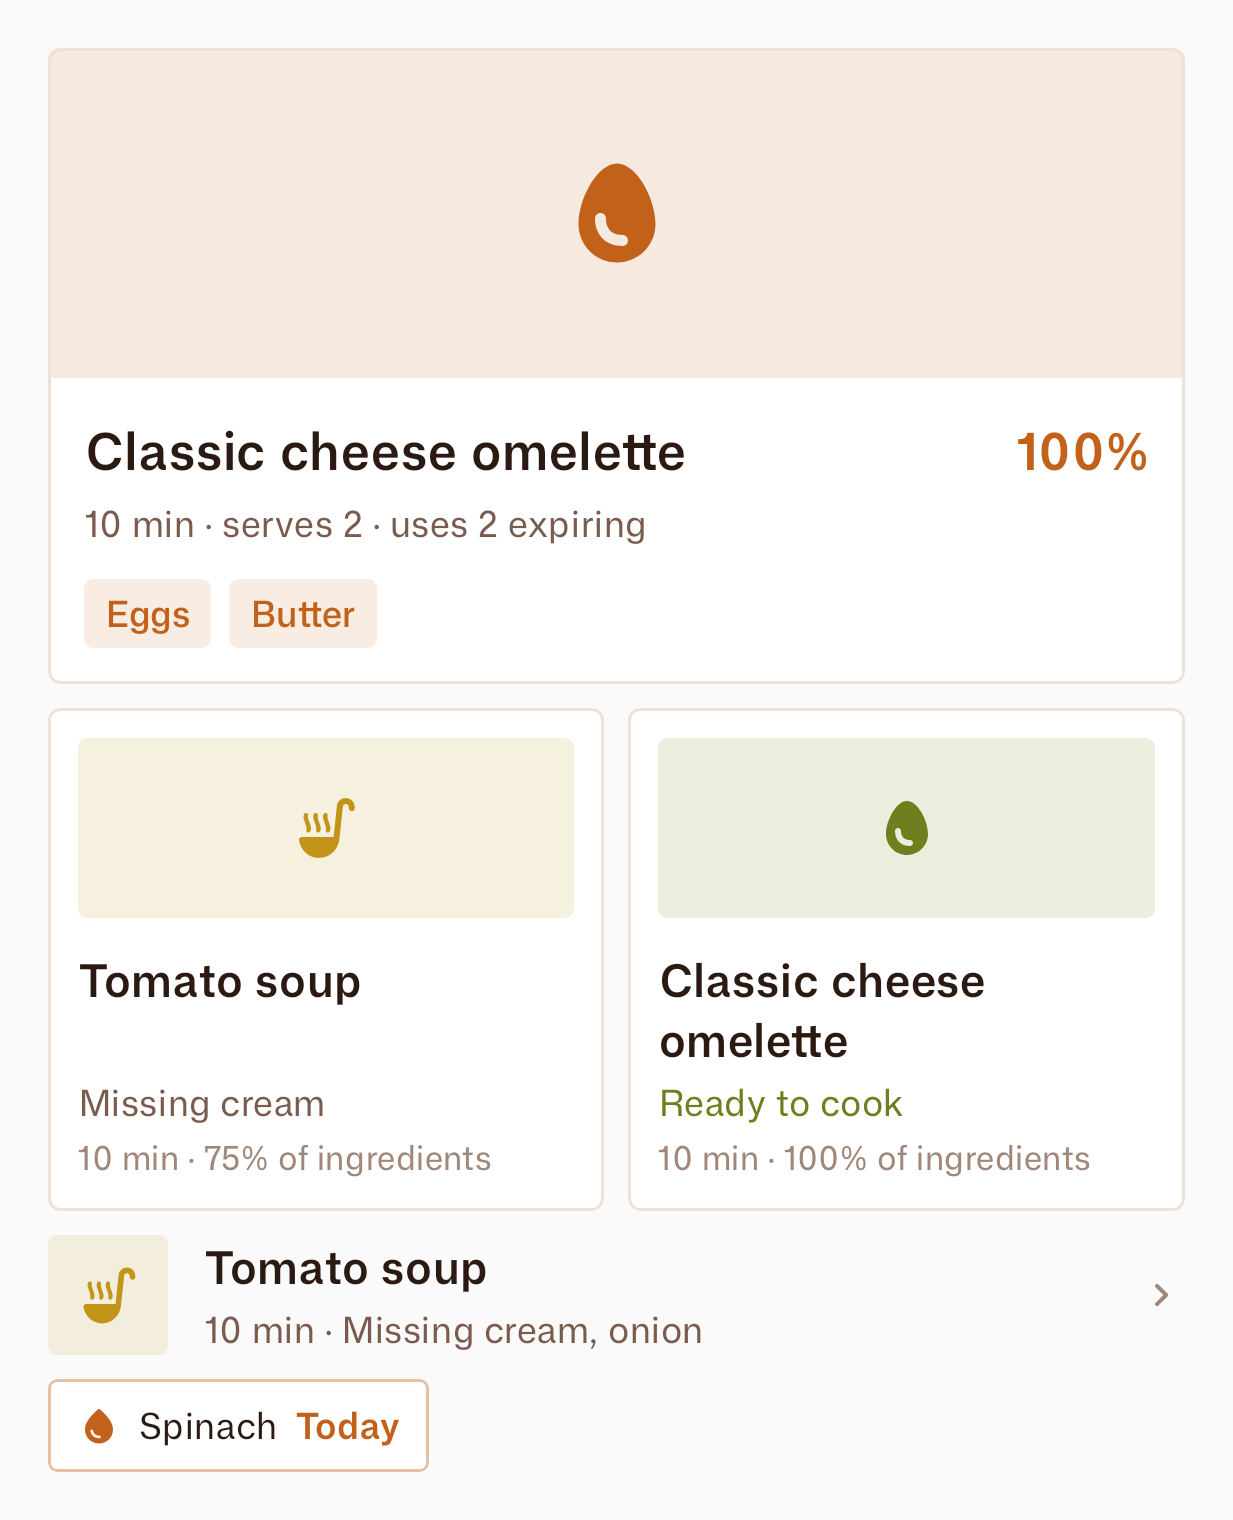 Classic cheese omelette
100%
10 min · serves 2 · uses 2 expiring
Eggs
Butter
Tomato soup
Missing cream
10 min · 75% of ingredients
Classic cheese
omelette
Ready to cook
10 min · 100% of ingredients
Tomato soup
10 min · Missing cream, onion
Spinach Today